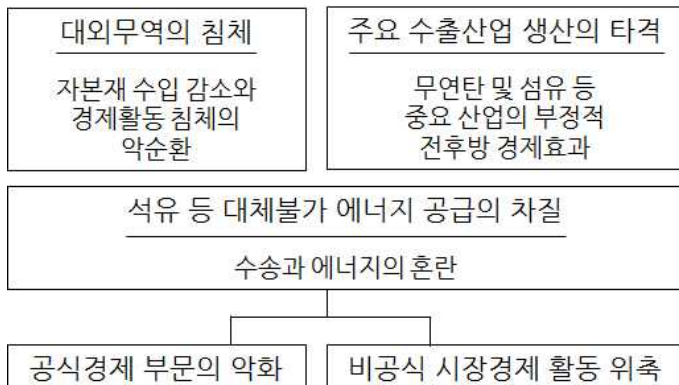 대외무역의 침체
자본재 수입 감소와
경제활동 침체의
악순환
주요 수출산업 생산의 타격
무연탄 및 섬유 등
중요 산업의 부정적
전후방 경제효과
석유 등 대체불가 에너지 공급의 차질
수송과 에너지의 혼란
공식경제 부문의 악화
비공식 시장경제 활동 위축